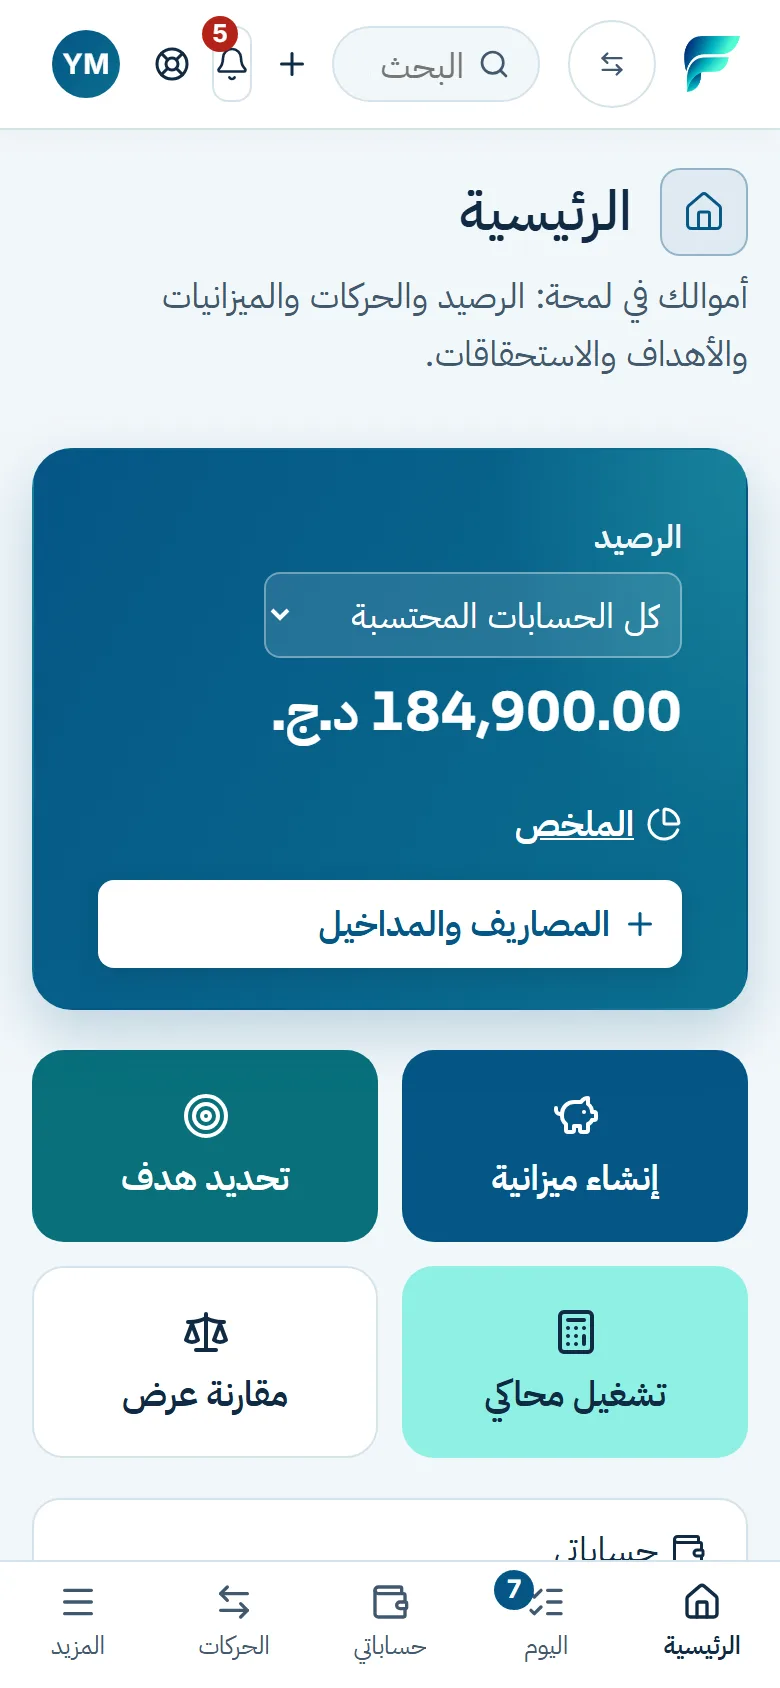 البحث
5
YM
الرئيسية
أموالك في لمحة: الرصيد والحركات والميزانيات
والأهداف والاستحقاقات.
الرصيد
كل الحسابات المحتسبة
184,900.00 د.ج.
الملخص
المصاريف والمداخيل
إنشاء ميزانية
تحديد هدف
تشغيل محاكي
مقارنة عرض
حساباتي
الرئيسية
7
اليوم
حساباتي
الحركات
المزيد